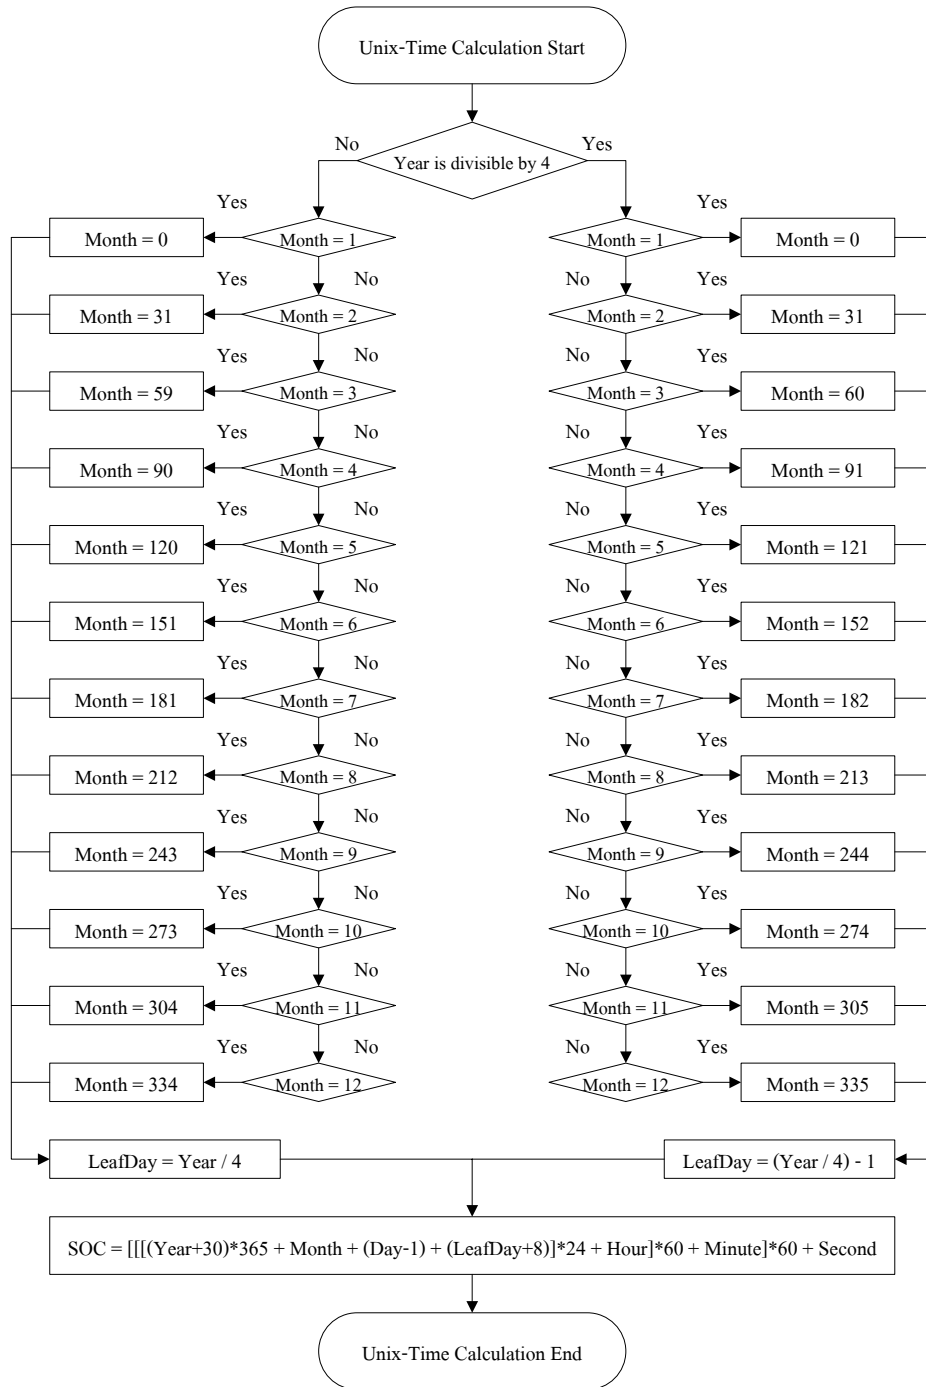 Unix-Time Calculation Start
No
Yes
Year is divisible by 4
Yes
Yes
Month = 0
Month = 1
Month = 1
Month = 0
Yes
No
No
Yes
Month = 31
Month = 2
Month = 2
Month = 31
Yes
No
No
Yes
Month = 59
Month = 3
Month = 3
Month = 60
Yes
No
No
Yes
Month = 90
Month = 4
Month = 4
Month = 91
Yes
No
No
Yes
Month = 120
Month = 5
Month = 5
Month = 121
Yes
No
No
Yes
Month = 151
Month = 6
Month = 6
Month = 152
Yes
No
No
Yes
Month = 181
Month = 7
Month = 7
Month = 182
Yes
No
No
Yes
Month = 212
Month = 8
Month = 8
Month = 213
Yes
No
No
Yes
Month = 243
Month = 9
Month = 9
Month = 244
Yes
No
No
Yes
Month = 273
Month = 10
Month = 10
Month = 274
Yes
No
No
Yes
Month = 304
Month = 11
Month = 11
Month = 305
Yes
No
No
Yes
Month = 334
Month = 12
Month = 12
Month = 335
LeafDay = Year / 4
LeafDay = (Year / 4) - 1
SOC = [[[(Year+30)*365 + Month + (Day-1) + (LeafDay+8)]*24 + Hour]*60 + Minute]*60 + Second
Unix-Time Calculation End